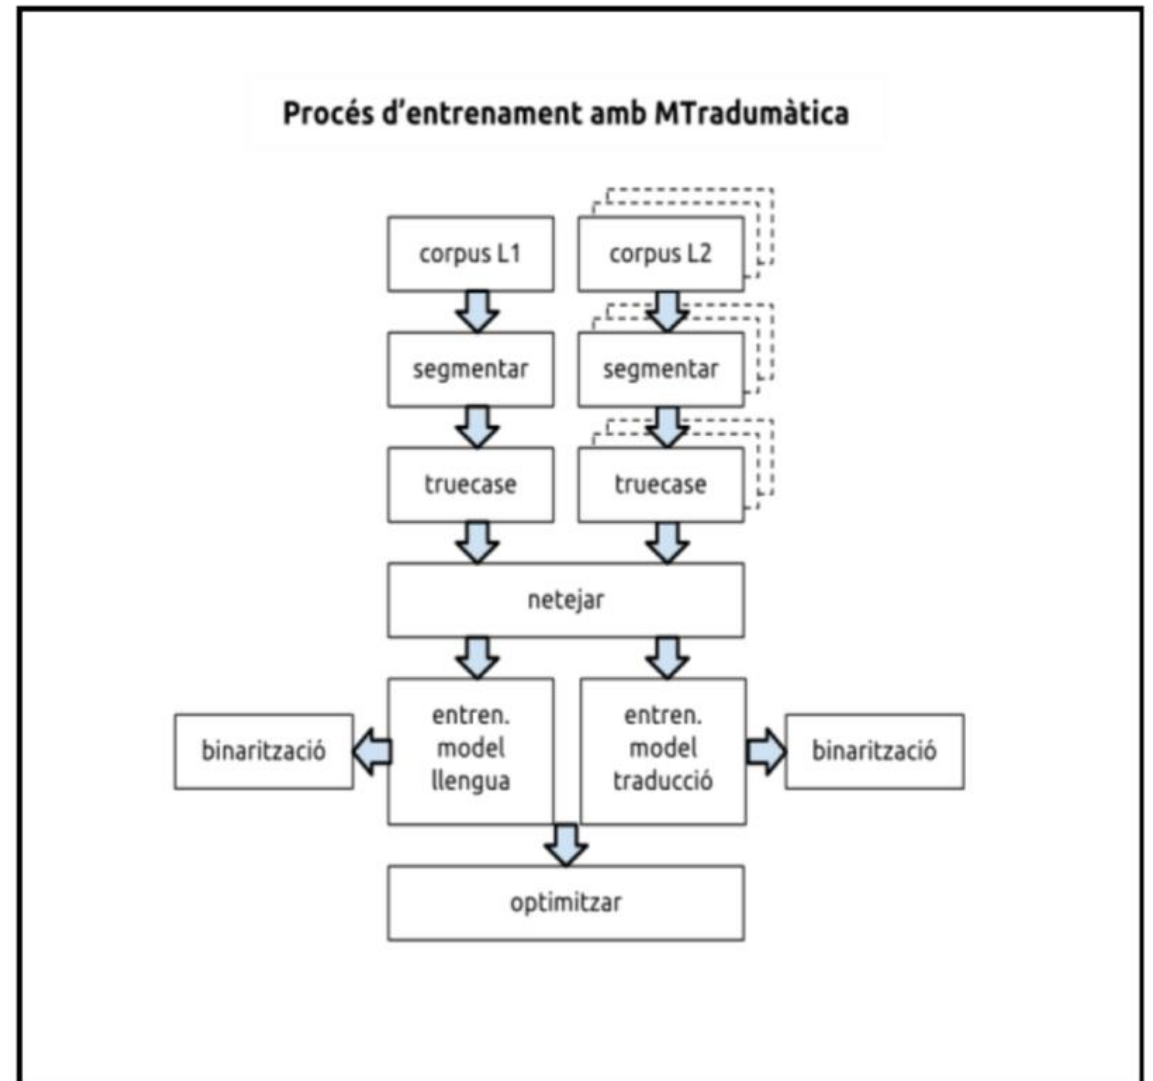 Procés d'entrenament amb MTradumàtica
corpus L1
corpus L2
segmentar
segmentar
truecase
truecase
netejar
entren.
model
llengua
entren.
model
traducció
binarització
binarització
optimitzar